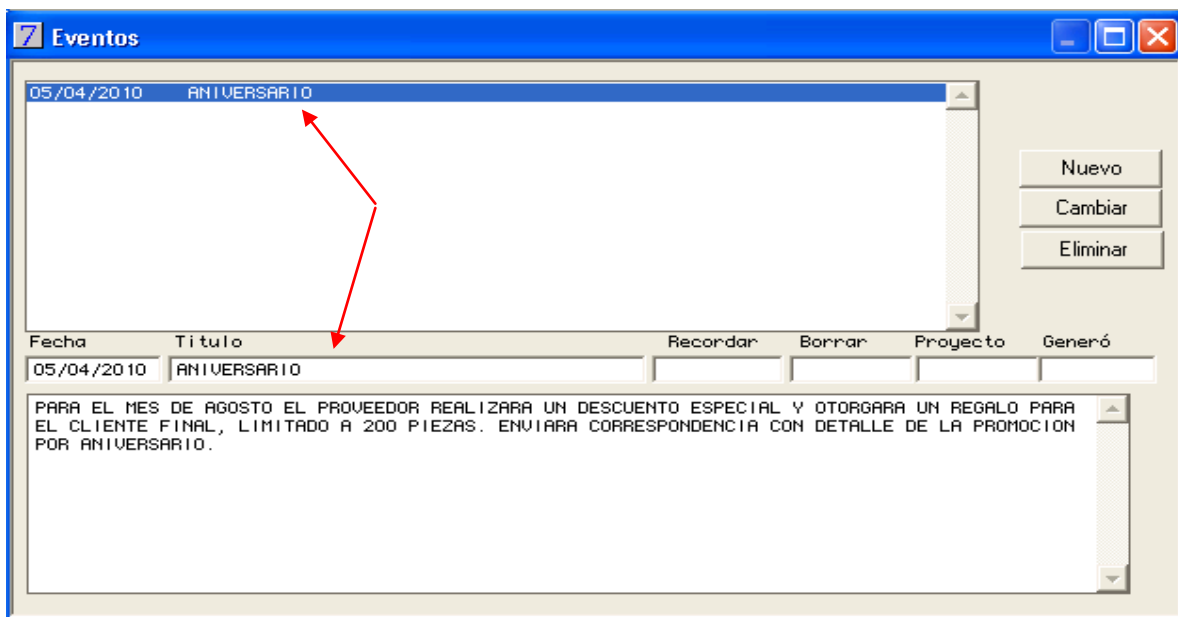 7 Eventos
05/04/2010 ANIVERSARIO
Nuevo
Cambiar
Eliminar
Fecha Titulo Recordar Borrar Proyecto Generó
05/04/2010 ANIVERSARIO
PARA EL MES DE AGOSTO EL PROVEEDOR REALIZARA UN DESCUENTO ESPECIAL Y OTORGARA UN REGALO PARA
EL CLIENTE FINAL, LIMITADO A 200 PIEZAS. ENVIARA CORRESPONDENCIA CON DETALLE DE LA PROMOCION
POR ANIVERSARIO.